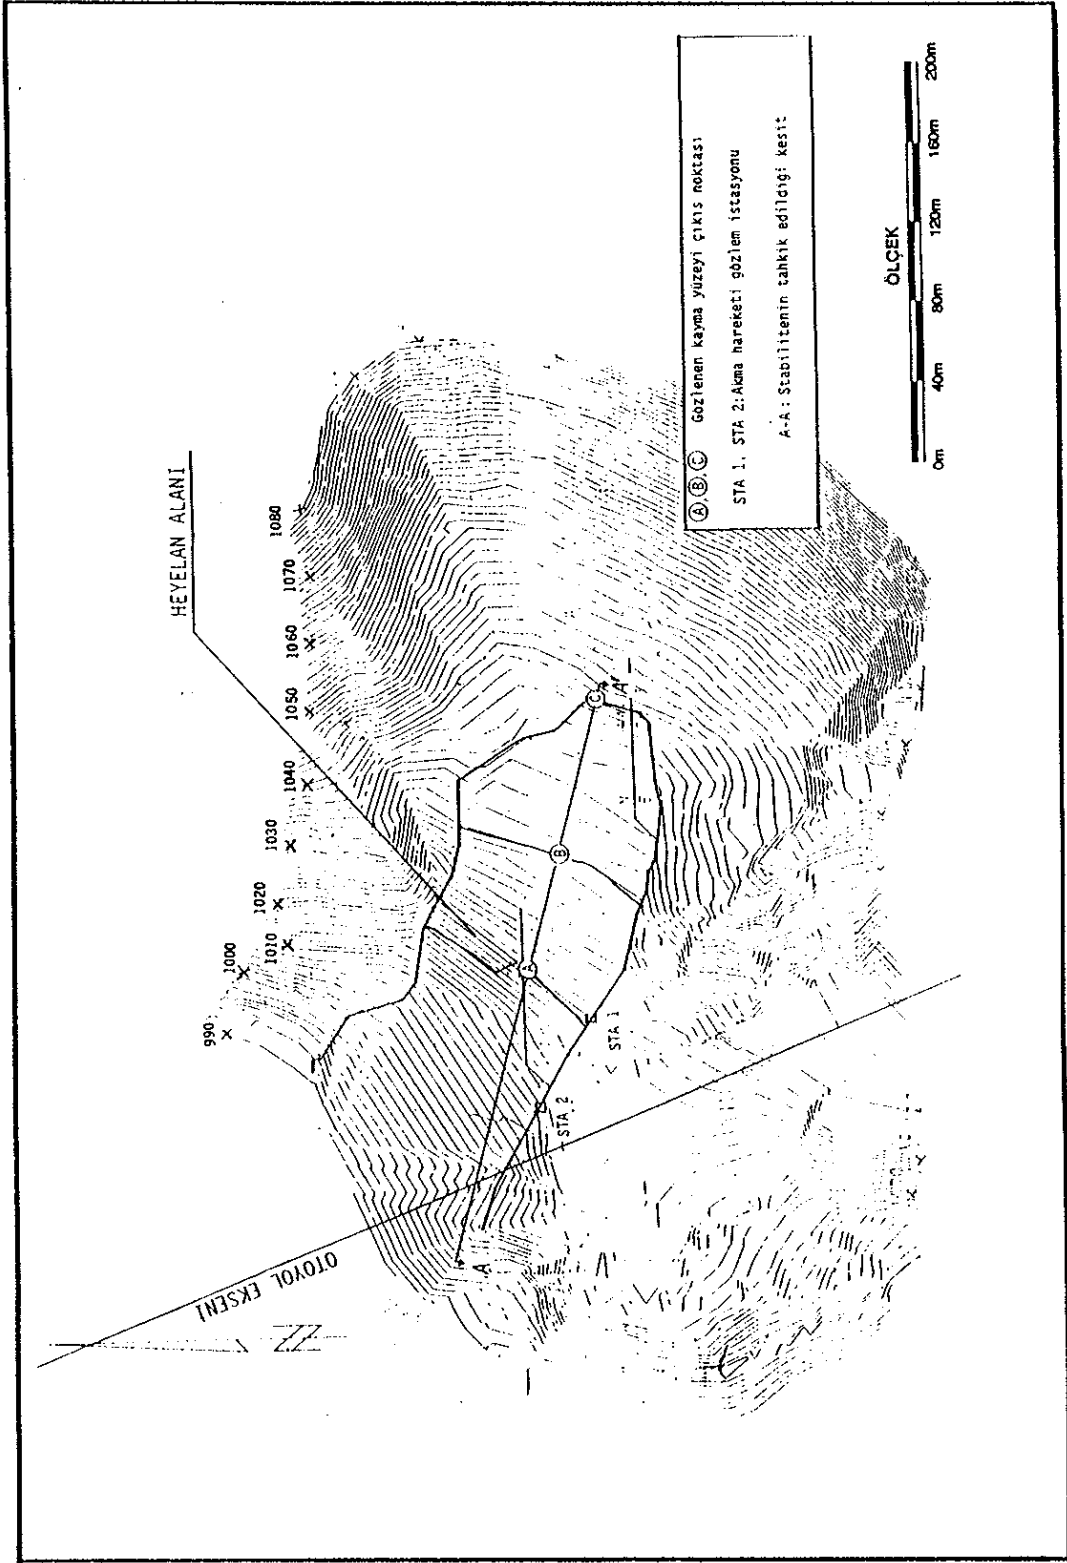 HEYELAN ALANI
990
1000
1010
1020
1030
1040
1050
1060
1070
1080
OTOYOL EKSENI
A
A
B
C
A'
STA 1
STA 2
A B C Gözlenen kayma yüzeyi çıkıs noktası
STA 1. STA 2: Akma hareketi gözlem istasyonu
A-A : Stabilitenin tahkik edildiği kesit
ÖLÇEK
0m 40m 80m 120m 160m 200m